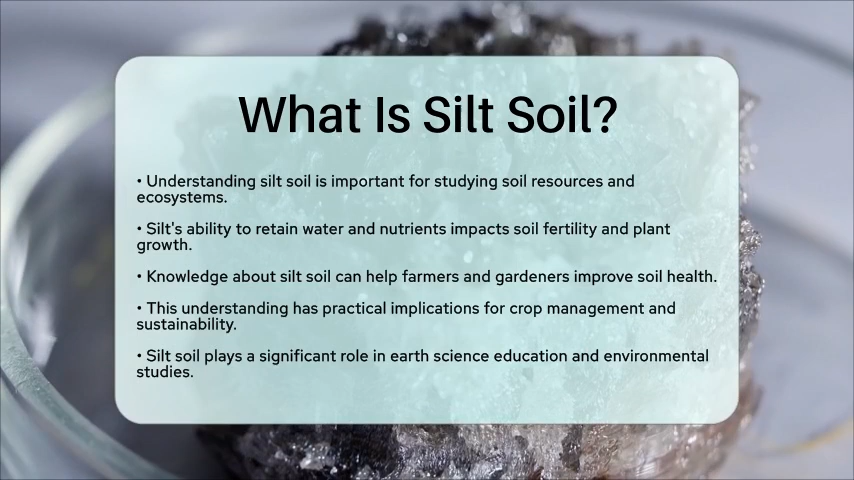 What Is Silt Soil?
• Understanding silt soil is important for studying soil resources and
ecosystems.
• Silt's ability to retain water and nutrients impacts soil fertility and plant
growth.
• Knowledge about silt soil can help farmers and gardeners improve soil health.
• This understanding has practical implications for crop management and
sustainability.
• Silt soil plays a significant role in earth science education and environmental
studies.